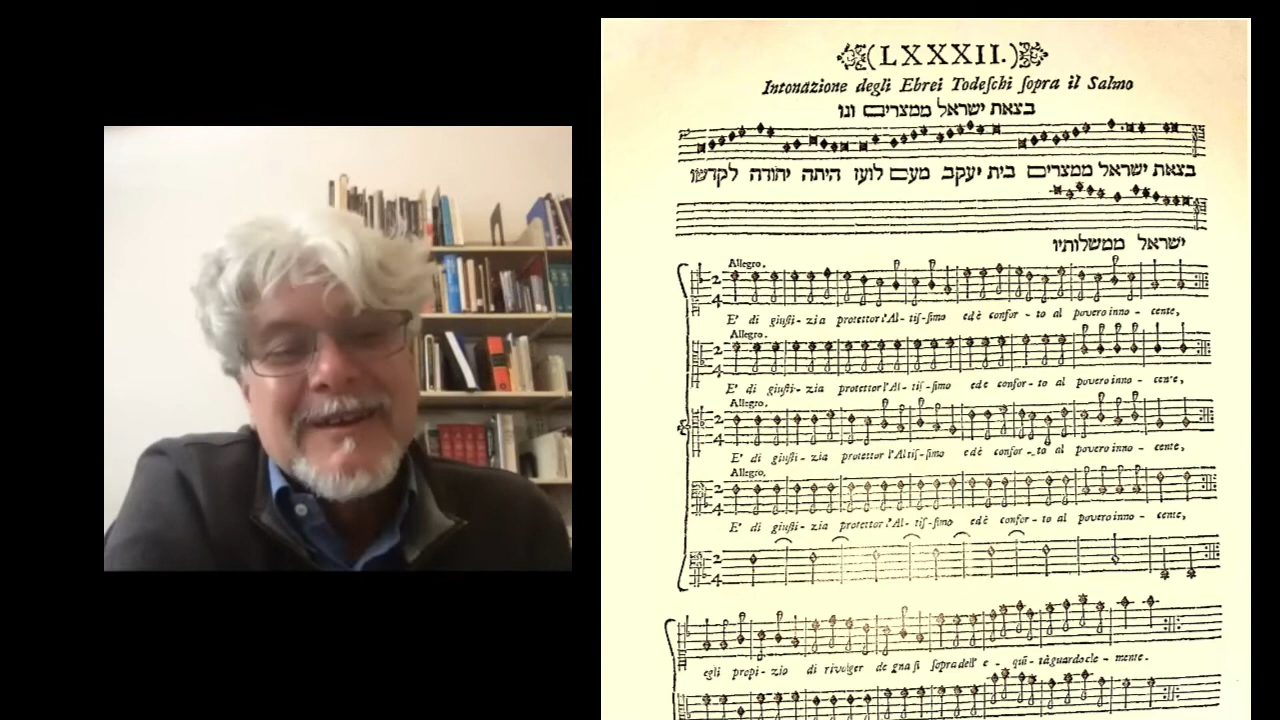 (LXXXII.)
Intonazione degli Ebrei Todeſchi ſopra il Salmo
בצאת ישראל ממצרים וגו
בצאת ישראל ממצרים בית יעקב מעם לועז היתה יהודה לקדשו
ישראל ממשלותיו
Allegro.
E' di giuſti- zia protettor l'Al- tiſ-ſimo ed è confor - to al povero inno - cente,
Allegro.
E' di giuſti- zia protettor l'Al- tiſ-ſimo ed è confor- to al povero inno - cente,
Allegro.
E' di giuſti- zia protettor l'Altiſ-ſimo ed è confor- to al povero inno - cente,
Allegro.
E' di giuſti - zia protettor l'Al- tiſ- ſimo ed è confor- to al povero inno - cente,
egli propi- zio di rivolger de gna ſi ſopra dell' e - qui- tà guardo cle - mente.